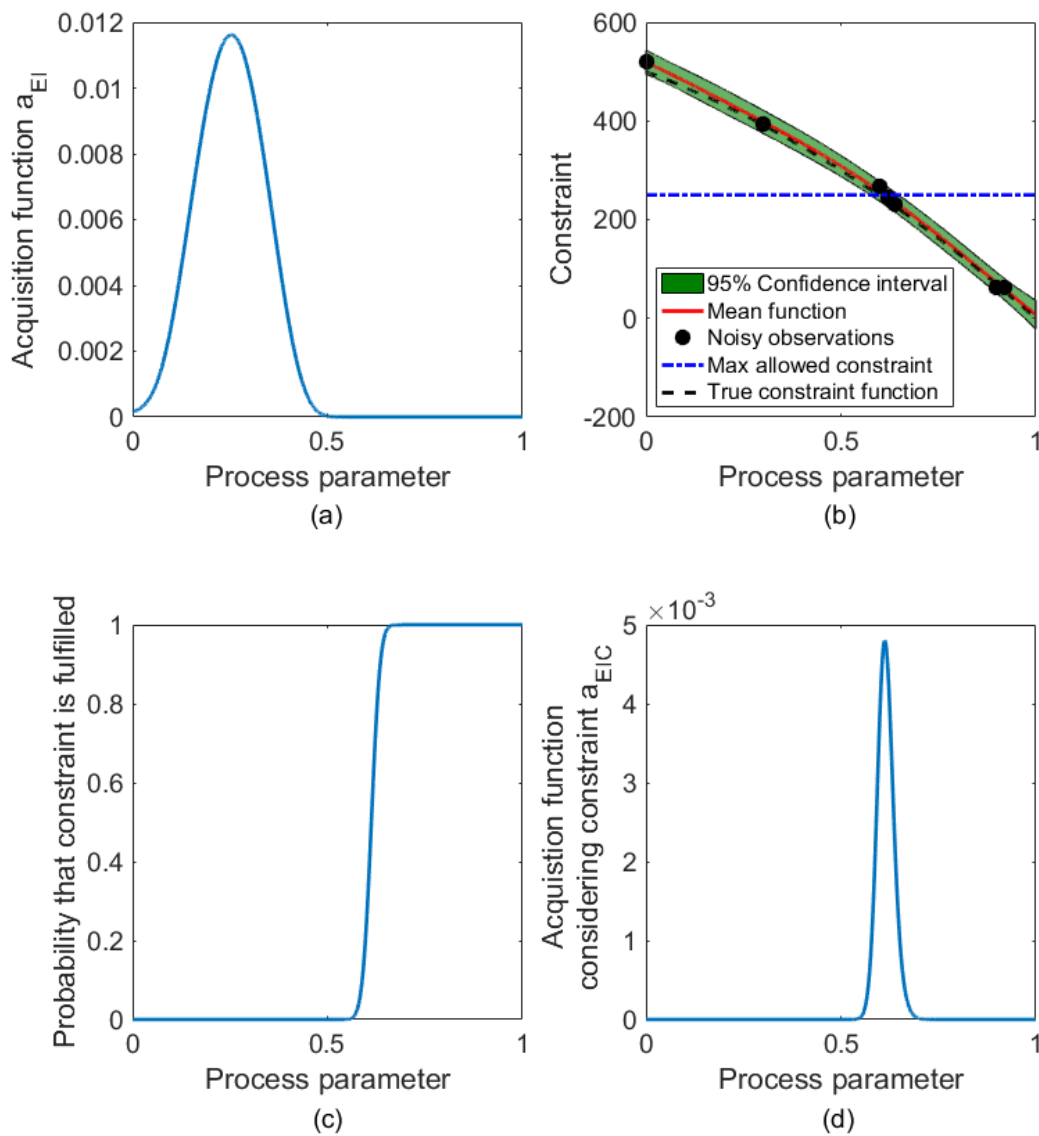 0.012
0.01
0.008
0.006
0.004
0.002
0
0
0.5
1
Acquisition function a_EI
Process parameter
(a)
600
400
200
0
-200
0
0.5
1
Constraint
95% Confidence interval
Mean function
Noisy observations
Max allowed constraint
True constraint function
Process parameter
(b)
1
0.8
0.6
0.4
0.2
0
0
0.5
1
Probability that constraint is fulfilled
Process parameter
(c)
×10⁻³
5
4
3
2
1
0
0
0.5
1
Acquistion function
considering constraint a_EIC
Process parameter
(d)